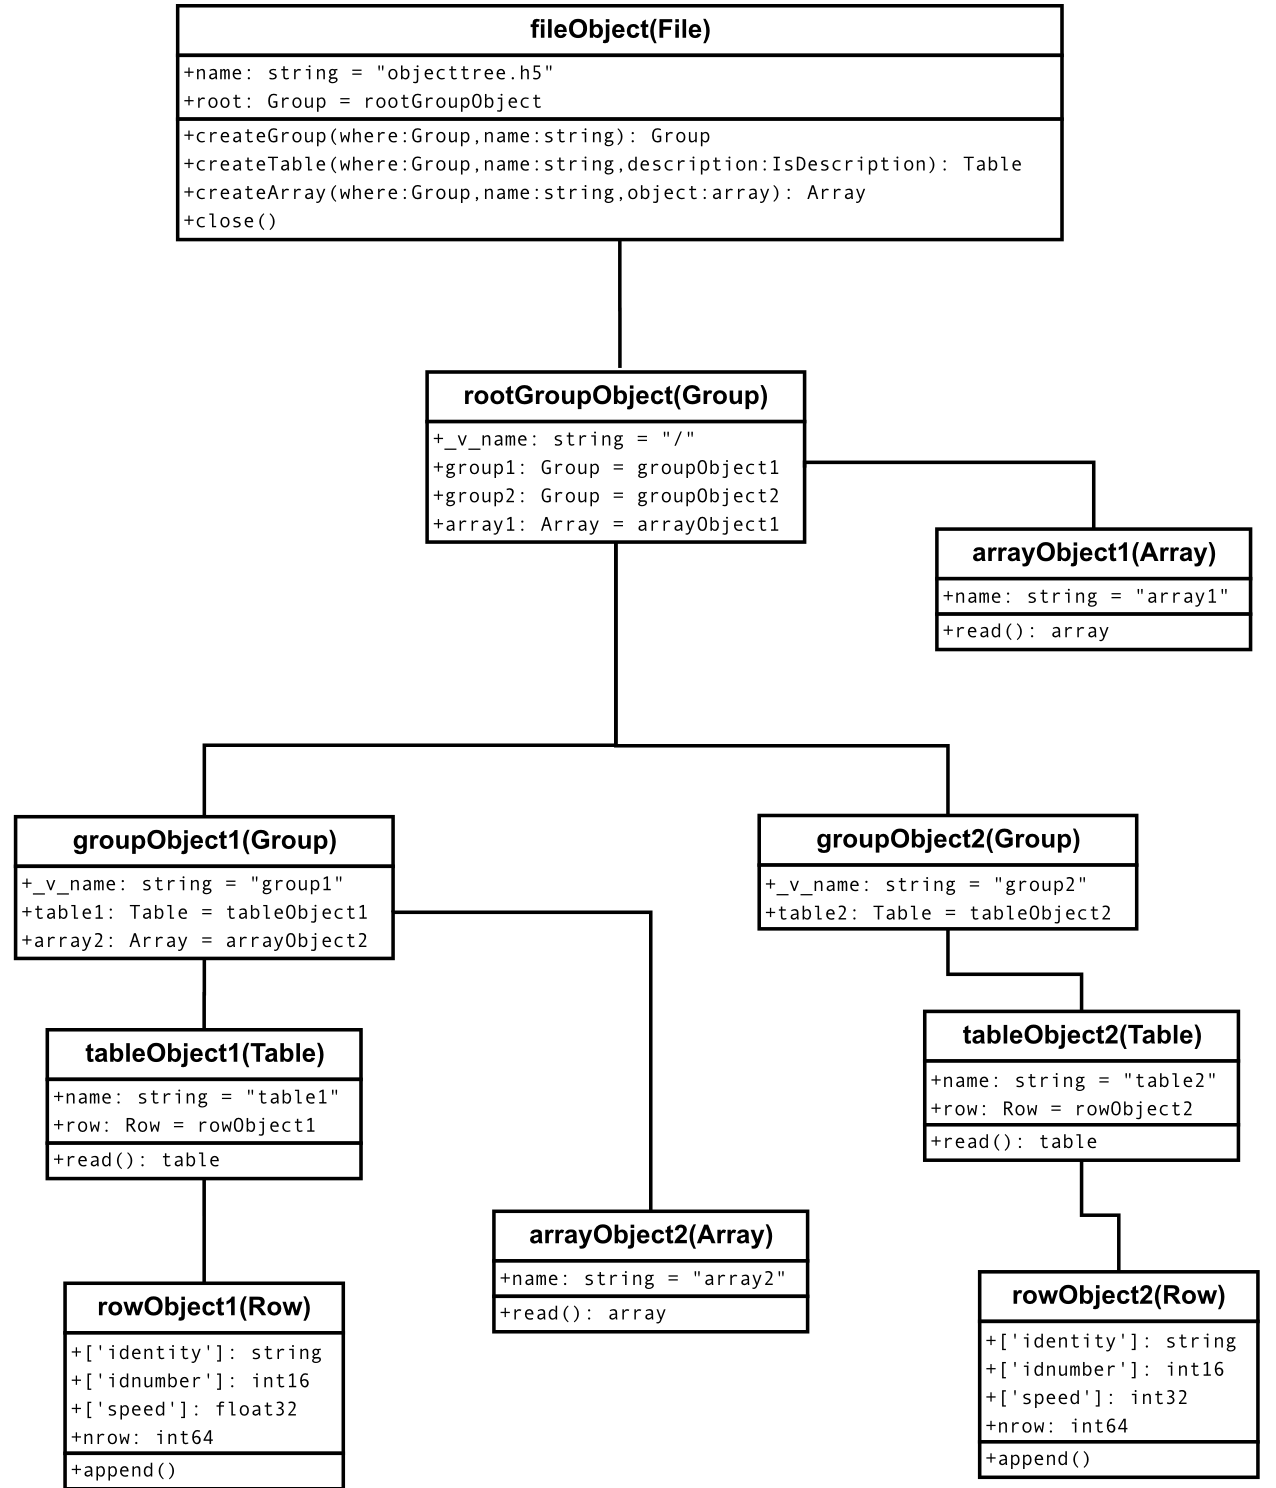 fileObject(File)
+name: string = "objecttree.h5"
+root: Group = rootGroupObject
+createGroup(where:Group,name:string): Group
+createTable(where:Group,name:string,description:IsDescription): Table
+createArray(where:Group,name:string,object:array): Array
+close()
rootGroupObject(Group)
+_v_name: string = "/"
+group1: Group = groupObject1
+group2: Group = groupObject2
+array1: Array = arrayObject1
arrayObject1(Array)
+name: string = "array1"
+read(): array
groupObject1(Group)
+_v_name: string = "group1"
+table1: Table = tableObject1
+array2: Array = arrayObject2
groupObject2(Group)
+_v_name: string = "group2"
+table2: Table = tableObject2
tableObject1(Table)
+name: string = "table1"
+row: Row = rowObject1
+read(): table
tableObject2(Table)
+name: string = "table2"
+row: Row = rowObject2
+read(): table
arrayObject2(Array)
+name: string = "array2"
+read(): array
rowObject1(Row)
+['identity']: string
+['idnumber']: int16
+['speed']: float32
+nrow: int64
+append()
rowObject2(Row)
+['identity']: string
+['idnumber']: int16
+['speed']: int32
+nrow: int64
+append()